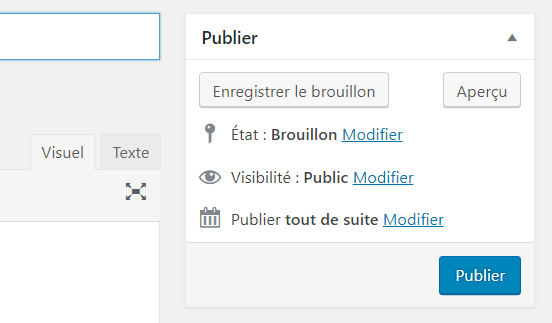 Publier
Enregistrer le brouillon Aperçu
État : Brouillon Modifier
Visuel Texte
Visibilité : Public Modifier
Publier tout de suite Modifier
Publier